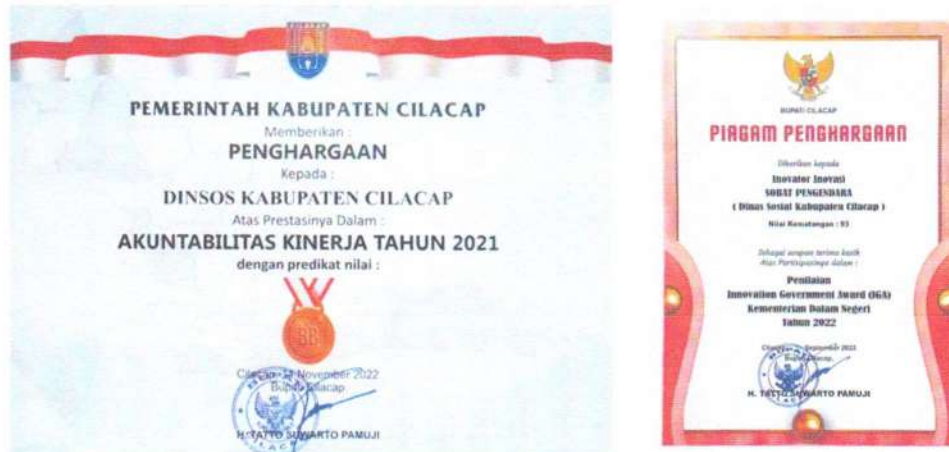 PEMERINTAH KABUPATEN CILACAP
Memberikan :
PENGHARGAAN
Kepada :
DINSOS KABUPATEN CILACAP
Atas Prestasinya Dalam :
AKUNTABILITAS KINERJA TAHUN 2021
dengan predikat nilai :
BB
November 2022
Bupati Cilacap
H. TATTO SUWARTO PAMUJI
BUPATI CILACAP
PIAGAM PENGHARGAAN
Diberikan kepada
Inovator Inovasi
SOBAT PENGENDARA
( Dinas Sosial Kabupaten Cilacap )
Nilai Kematangan : 93
Sebagai ucapan terima kasih
Atas Partisipasinya dalam :
Penilaian
Innovation Government Award (IGA)
Kementerian Dalam Negeri
Tahun 2022
September 2022
Bupati Cilacap,
H. TATTO SUWARTO PAMUJI